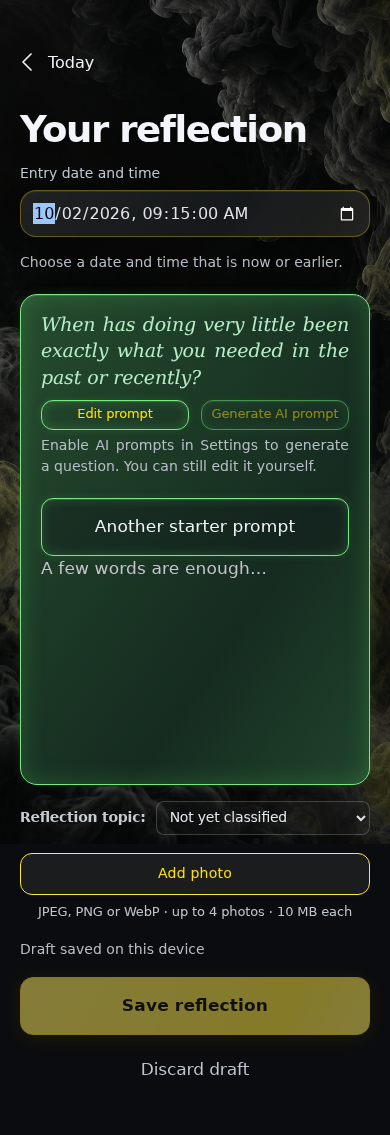 Today
Your reflection
Entry date and time
10/02/2026, 09:15:00 AM
Choose a date and time that is now or earlier.
When has doing very little been
exactly what you needed in the
past or recently?
Edit prompt
Generate AI prompt
Enable AI prompts in Settings to generate
a question. You can still edit it yourself.
Another starter prompt
A few words are enough...
Reflection topic:
Not yet classified
Add photo
JPEG, PNG or WebP · up to 4 photos · 10 MB each
Draft saved on this device
Save reflection
Discard draft